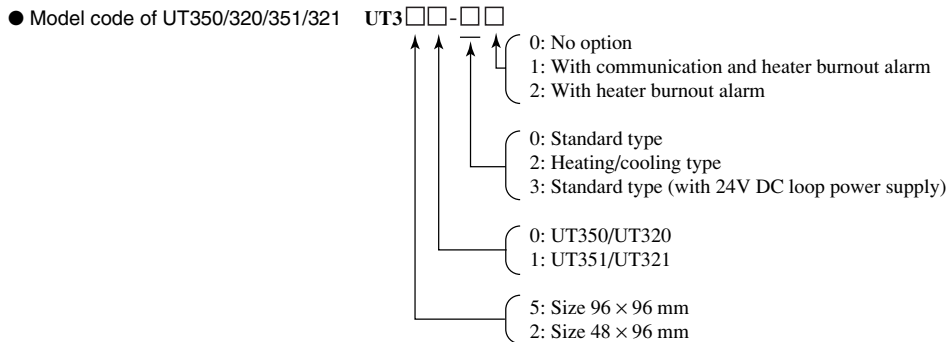 ● Model code of UT350/320/351/321 UT3□□-□□
0: No option
1: With communication and heater burnout alarm
2: With heater burnout alarm
0: Standard type
2: Heating/cooling type
3: Standard type (with 24V DC loop power supply)
0: UT350/UT320
1: UT351/UT321
5: Size 96 × 96 mm
2: Size 48 × 96 mm